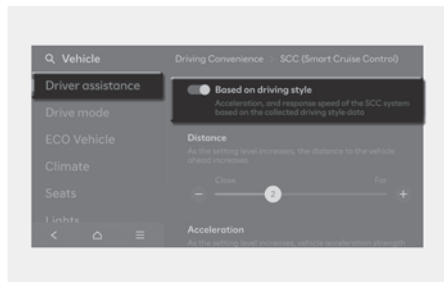 Vehicle
Driving Convenience > SCC (Smart Cruise Control)
Driver assistance
Drive mode
ECO Vehicle
Climate
Seats
Lights
Based on driving style
Acceleration, and response speed of the SCC system
based on the collected driving style data
Distance
As the setting level increases, the distance to the vehicle
ahead increases.
Close
Far
2
Acceleration
As the setting level increases, vehicle acceleration strength